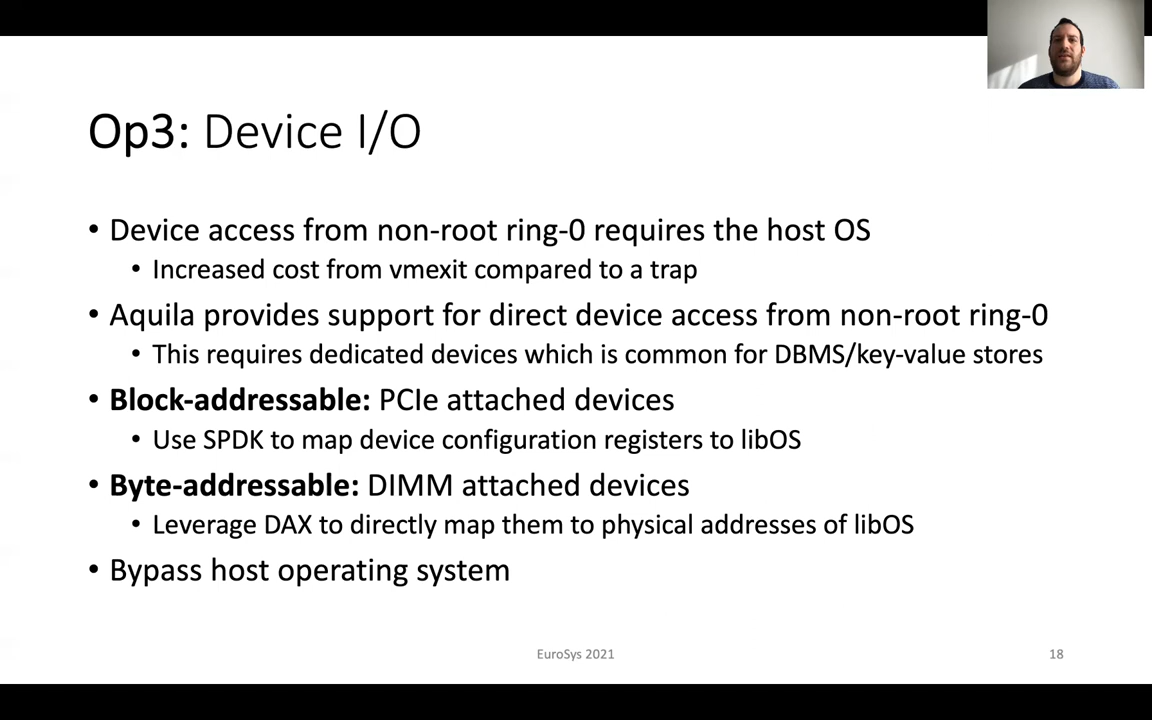 Op3: Device I/O
• Device access from non-root ring-0 requires the host OS
• Increased cost from vmexit compared to a trap
• Aquila provides support for direct device access from non-root ring-0
• This requires dedicated devices which is common for DBMS/key-value stores
• Block-addressable: PCIe attached devices
• Use SPDK to map device configuration registers to libOS
• Byte-addressable: DIMM attached devices
• Leverage DAX to directly map them to physical addresses of libOS
• Bypass host operating system
EuroSys 2021
18